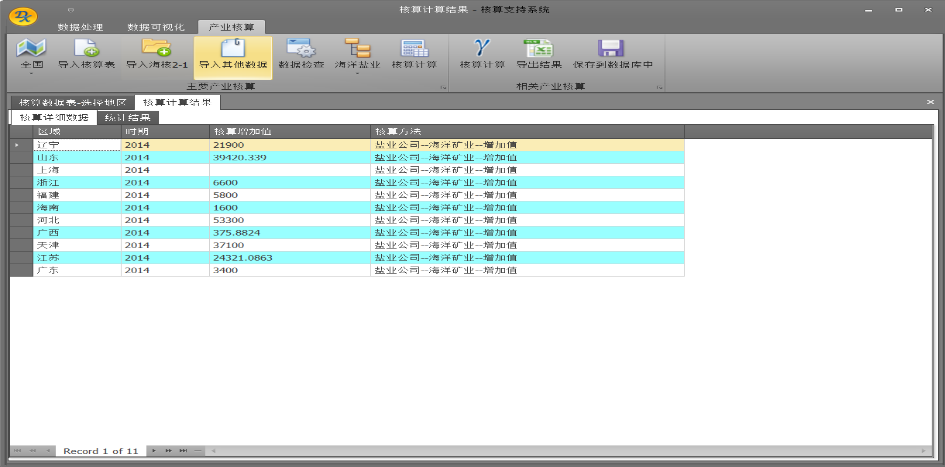 核算计算结果 - 核算支持系统
数据处理 数据可视化 产业核算
全国 导入核算表 导入海核2-1 导入其他数据 数据检查 海洋盐业 核算计算 核算计算 导出结果 保存到数据库中
主要产业核算 相关产业核算
核算数据表-选择地区 核算计算结果
核算详细数据 统计结果
区域 时期 核算增加值 核算方法
辽宁 2014 21900 盐业公司--海洋矿业--增加值
山东 2014 39420.339 盐业公司--海洋矿业--增加值
上海 2014 盐业公司--海洋矿业--增加值
浙江 2014 6600 盐业公司--海洋矿业--增加值
福建 2014 5800 盐业公司--海洋矿业--增加值
海南 2014 1600 盐业公司--海洋矿业--增加值
河北 2014 53300 盐业公司--海洋矿业--增加值
广西 2014 375.8824 盐业公司--海洋矿业--增加值
天津 2014 37100 盐业公司--海洋矿业--增加值
江苏 2014 24321.0863 盐业公司--海洋矿业--增加值
广东 2014 3400 盐业公司--海洋矿业--增加值
Record 1 of 11